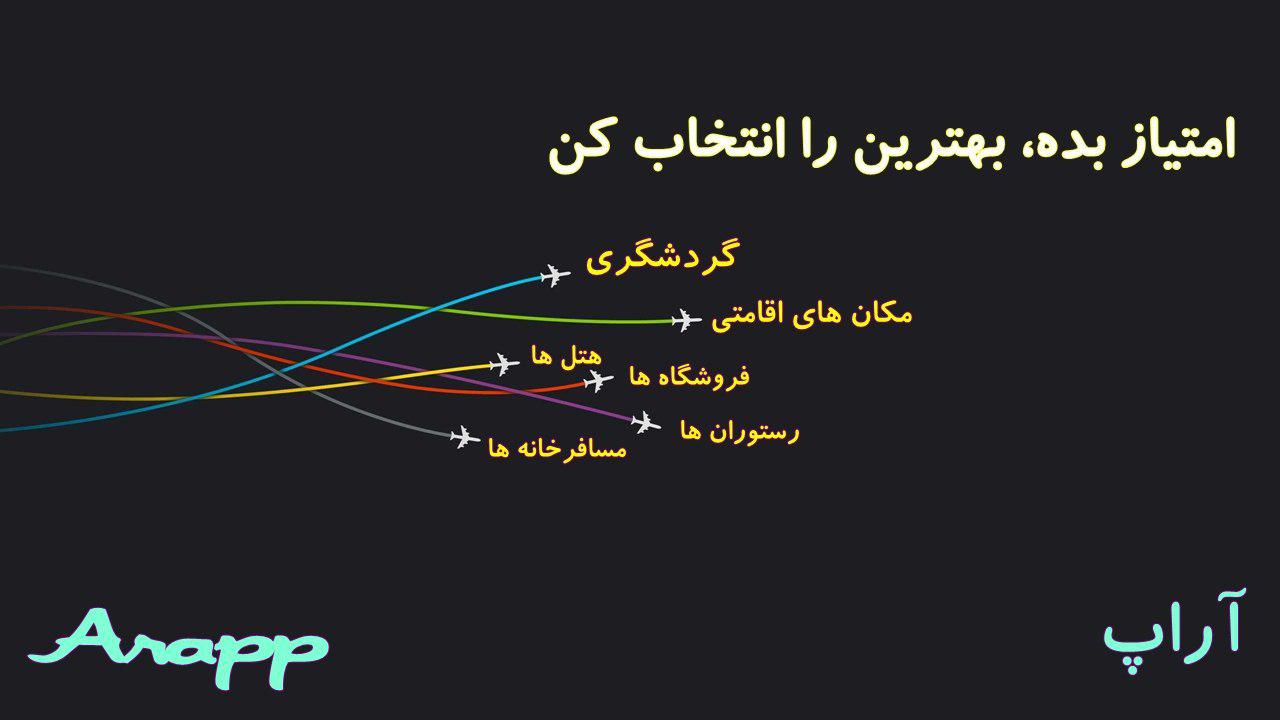 امتیاز بده، بهترین را انتخاب کن
گردشگری
مکان های اقامتی
هتل ها
فروشگاه ها
رستوران ها
مسافرخانه ها
آراپ
Arapp